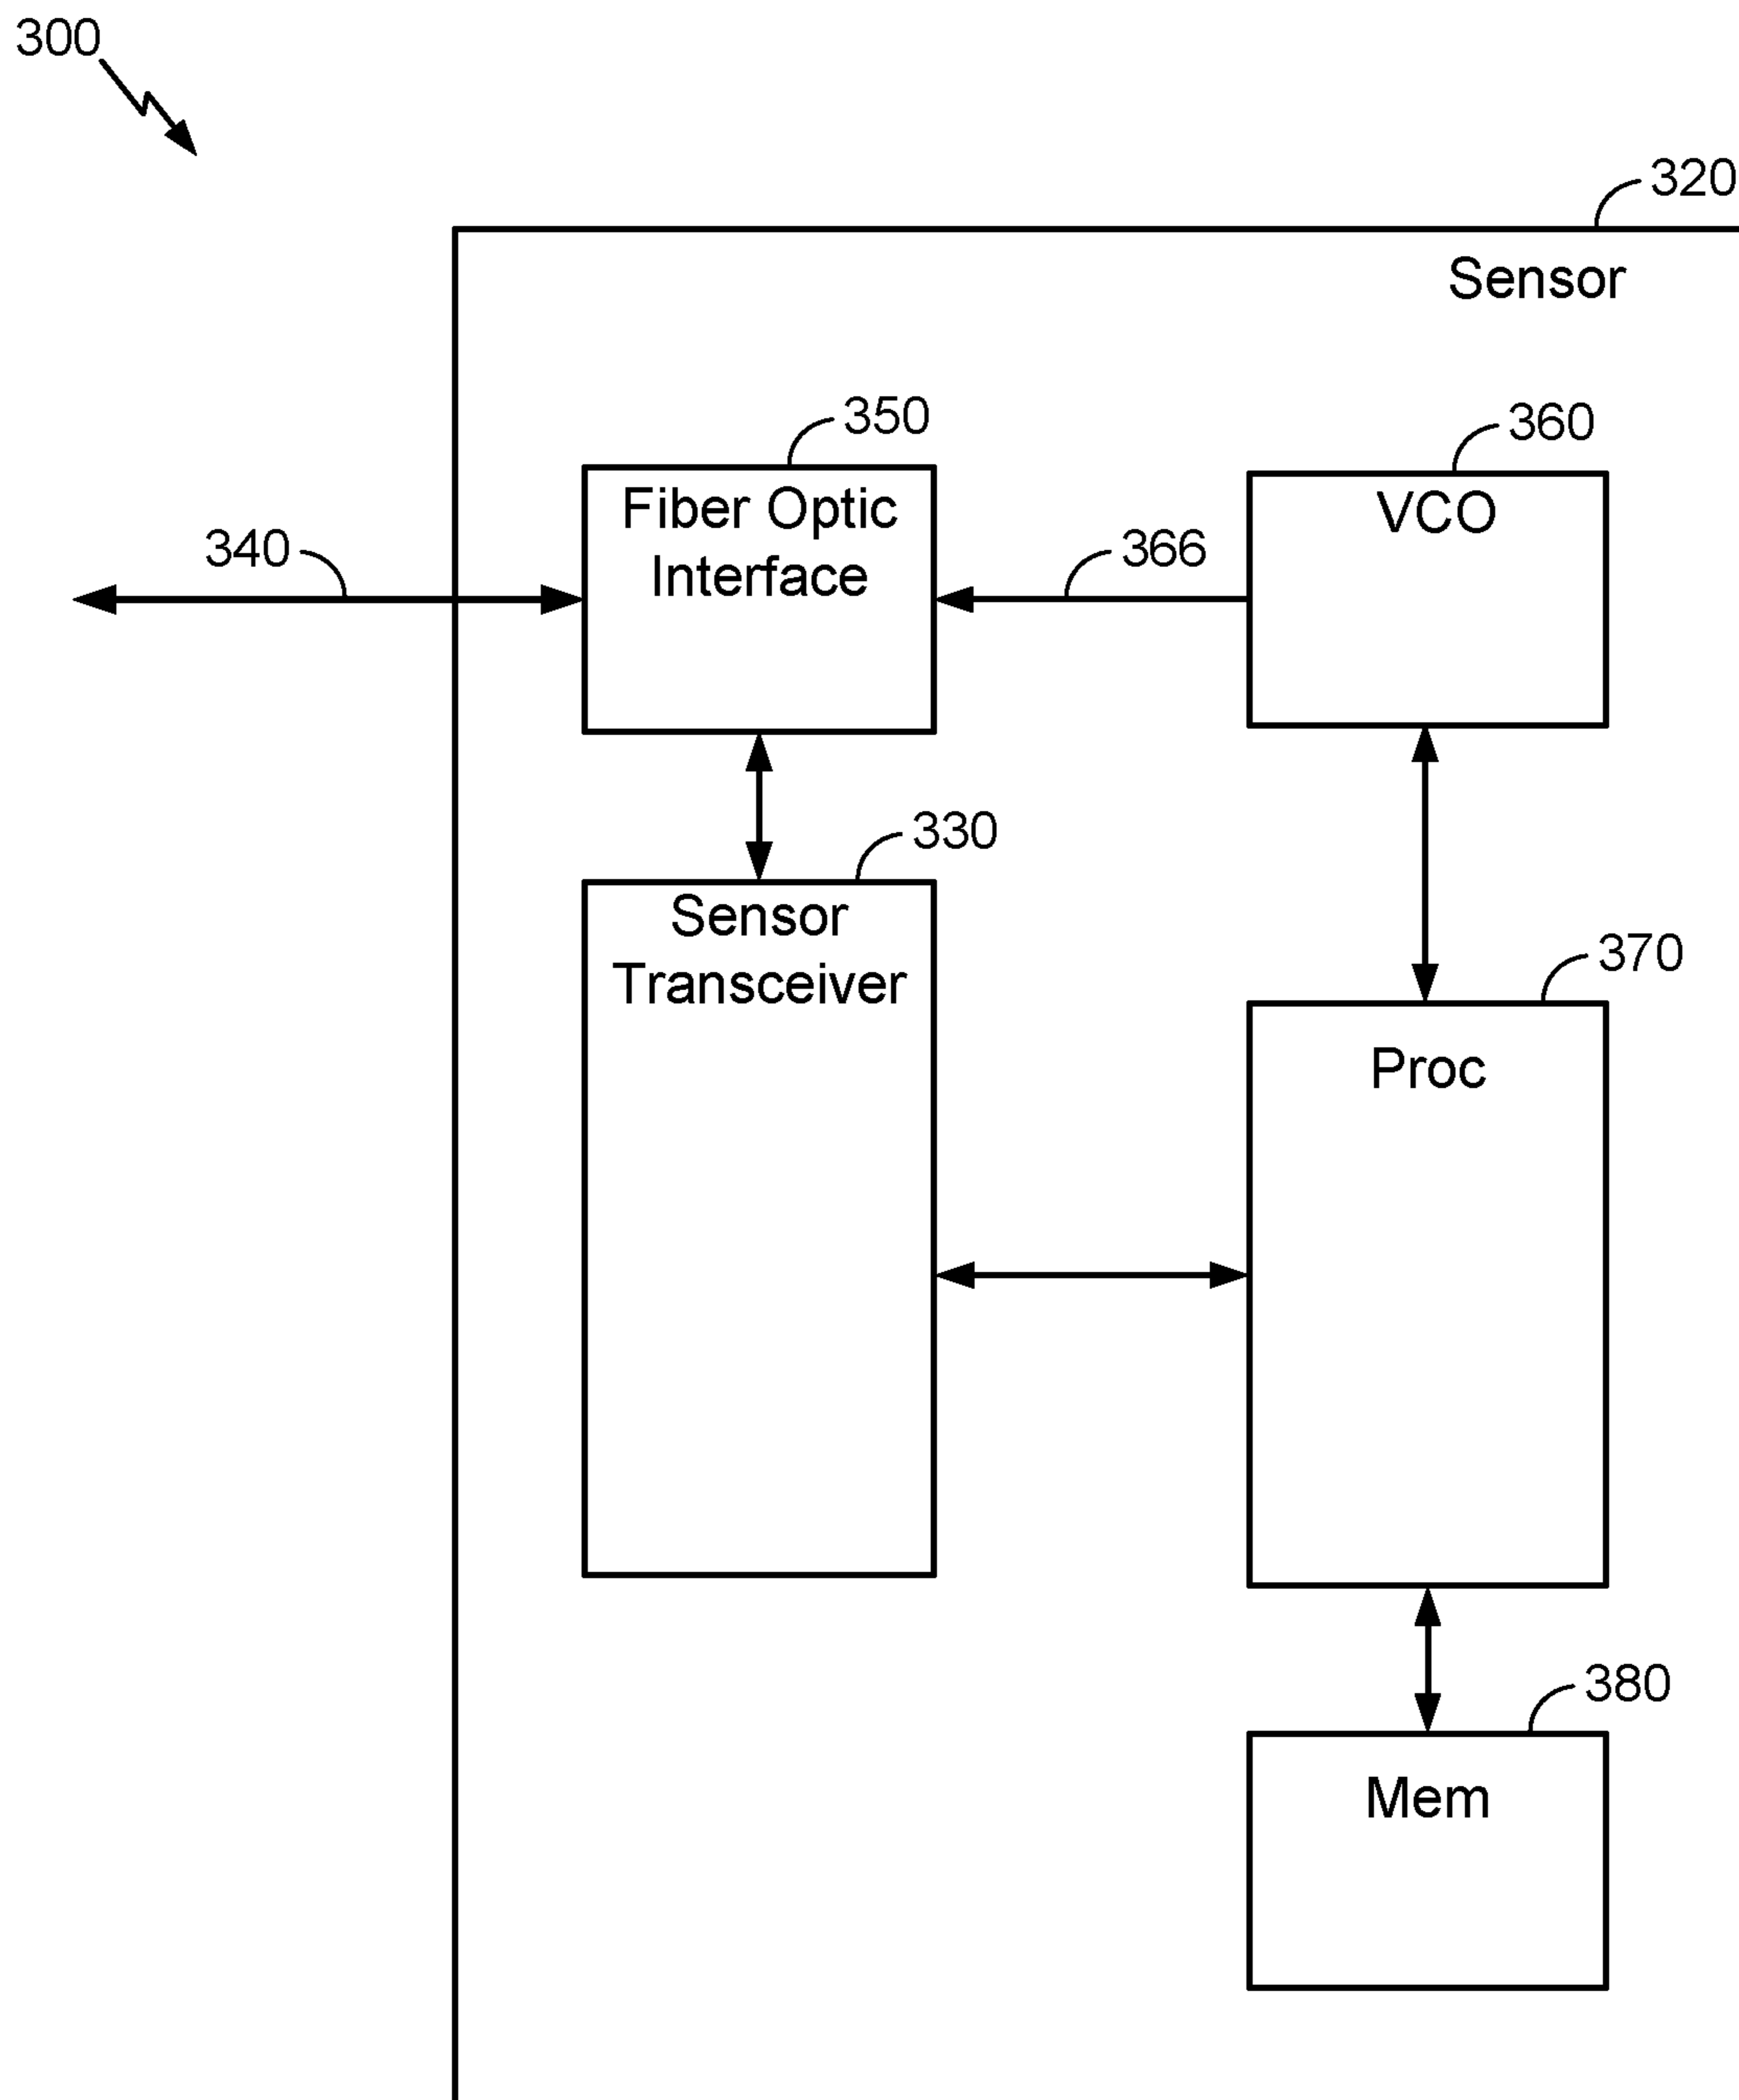 300
320
Sensor
350
360
Fiber Optic
Interface
VCO
340
366
330
Sensor
Transceiver
370
Proc
380
Mem